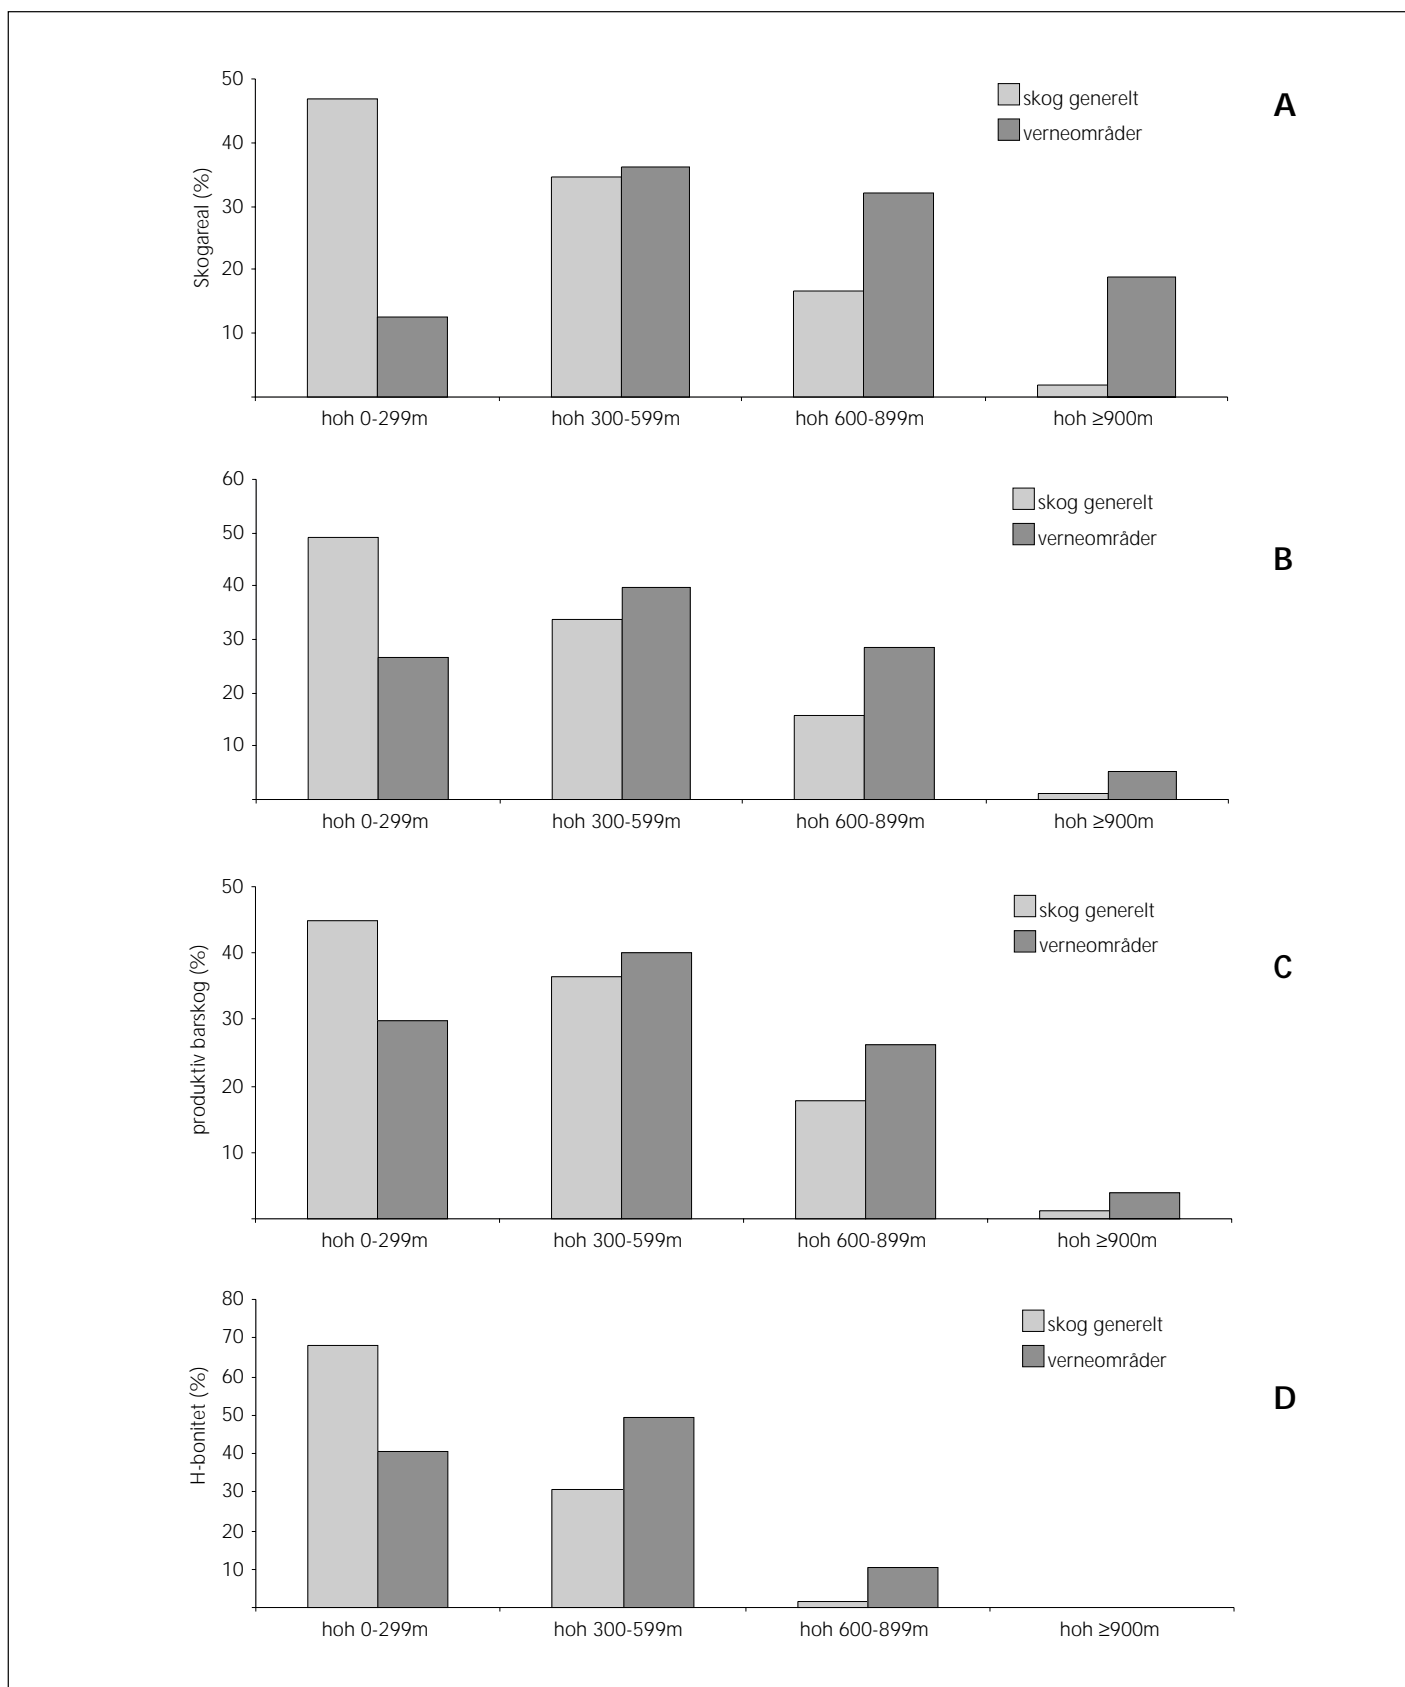 50
40
30
20
10
Skogareal (%)
skog generelt
verneområder
A
hoh 0-299m
hoh 300-599m
hoh 600-899m
hoh ≥900m
60
50
40
30
20
10
skog generelt
verneområder
B
hoh 0-299m
hoh 300-599m
hoh 600-899m
hoh ≥900m
50
40
30
20
10
produktiv barskog (%)
skog generelt
verneområder
C
hoh 0-299m
hoh 300-599m
hoh 600-899m
hoh ≥900m
80
70
60
50
40
30
20
10
H-bonitet (%)
skog generelt
verneområder
D
hoh 0-299m
hoh 300-599m
hoh 600-899m
hoh ≥900m